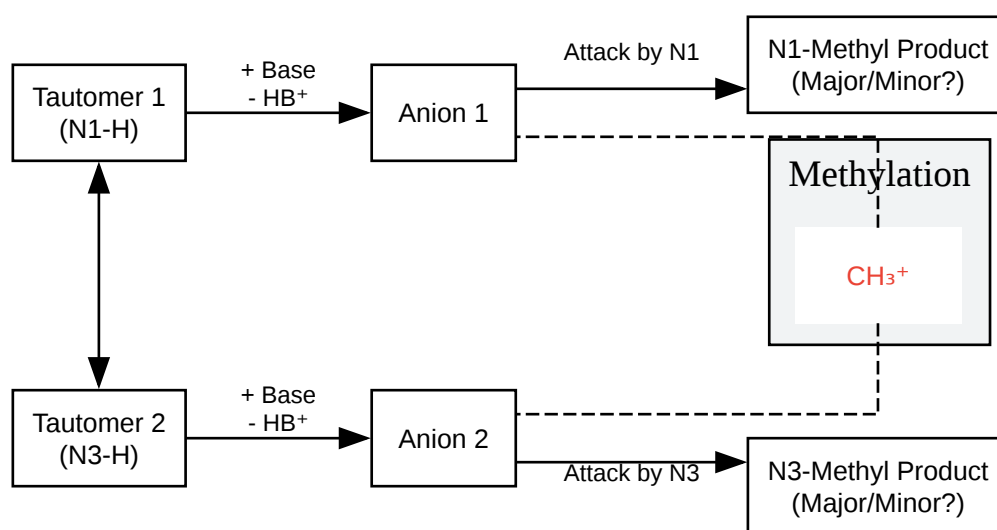 Attack by N1
N1-Methyl Product
(Major/Minor?)
+ Base
- HB⁺
Tautomer 1
(N1-H)
Anion 1
Methylation
CH₃⁺
+ Base
- HB⁺
Tautomer 2
(N3-H)
Anion 2
Attack by N3
N3-Methyl Product
(Major/Minor?)